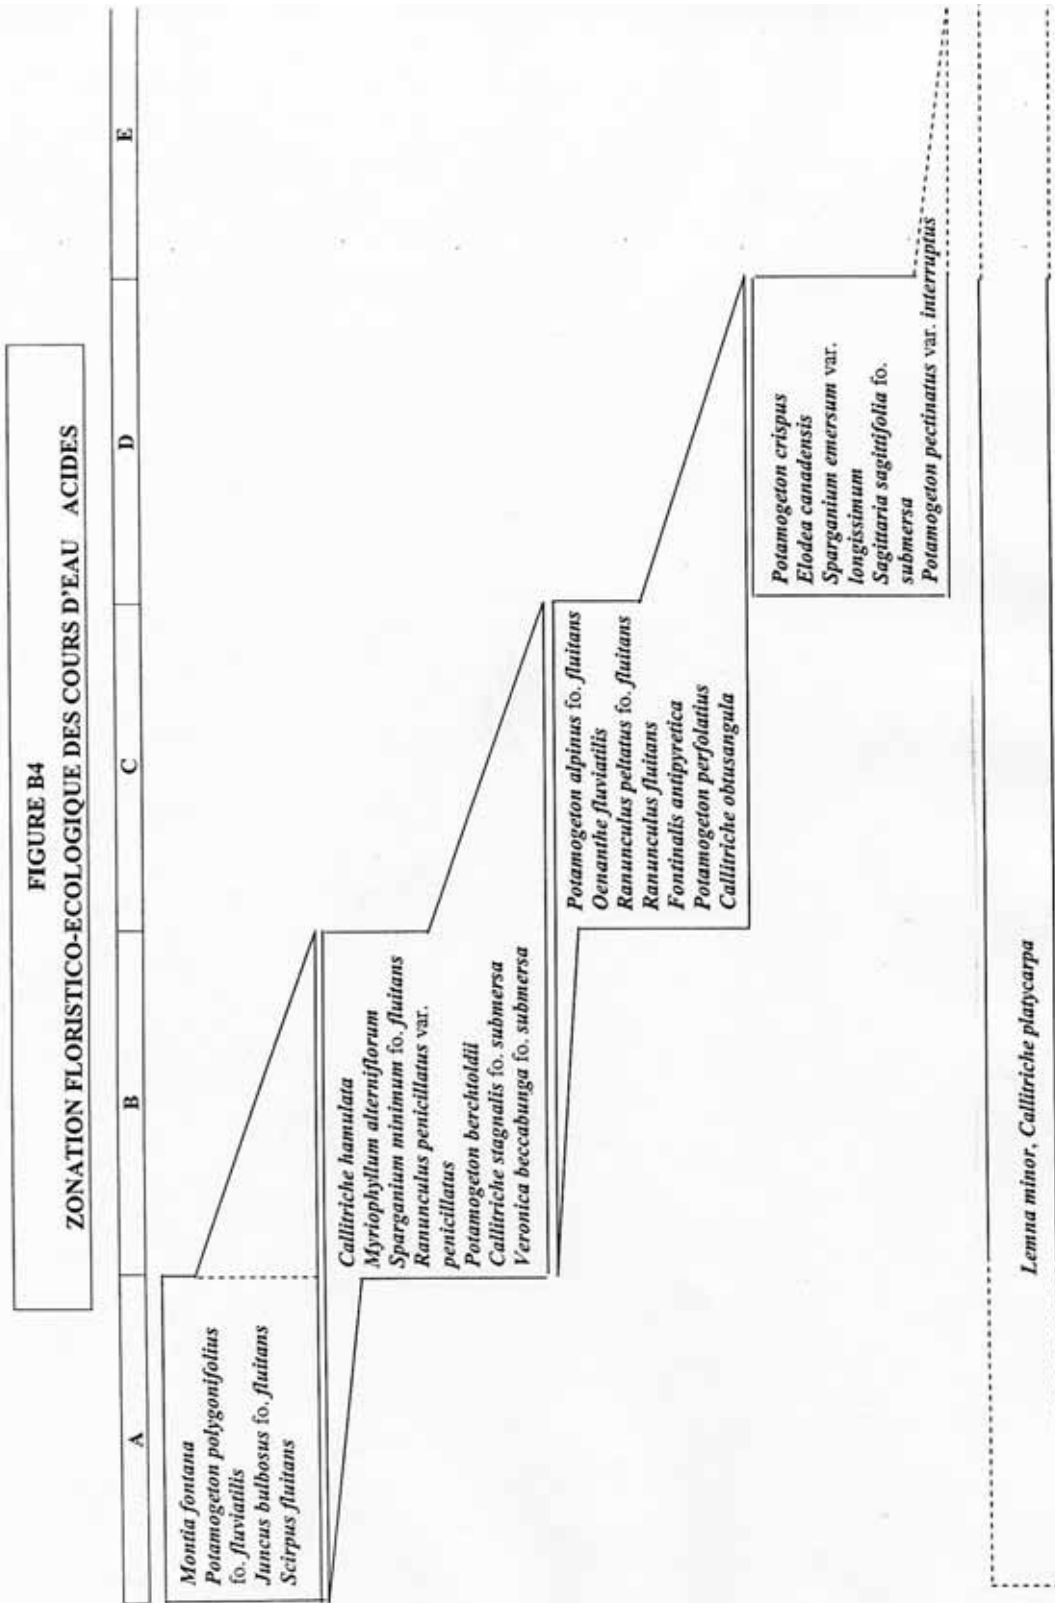 FIGURE B4
ZONATION FLORISTICO-ECOLOGIQUE DES COURS D'EAU ACIDES
A B C D E
Montia fontana
Potamogeton polygonifolius
fo. fluviatilis
Juncus bulbosus fo. fluitans
Scirpus fluitans
Callitriche hamulata
Myriophyllum alterniflorum
Sparganium minimum fo. fluitans
Ranunculus penicillatus var.
penicillatus
Potamogeton berchtoldii
Callitriche stagnalis fo. submersa
Veronica beccabunga fo. submersa
Potamogeton alpinus fo. fluitans
Oenanthe fluviatilis
Ranunculus peltatus fo. fluitans
Ranunculus fluitans
Fontinalis antipyretica
Potamogeton perfolatius
Callitriche obtusangula
Potamogeton crispus
Elodea canadensis
Sparganium emersum var.
longissimum
Sagittaria sagittifolia fo.
submersa
Potamogeton pectinatus var. interruptus
Lemna minor, Callitriche platycarpa